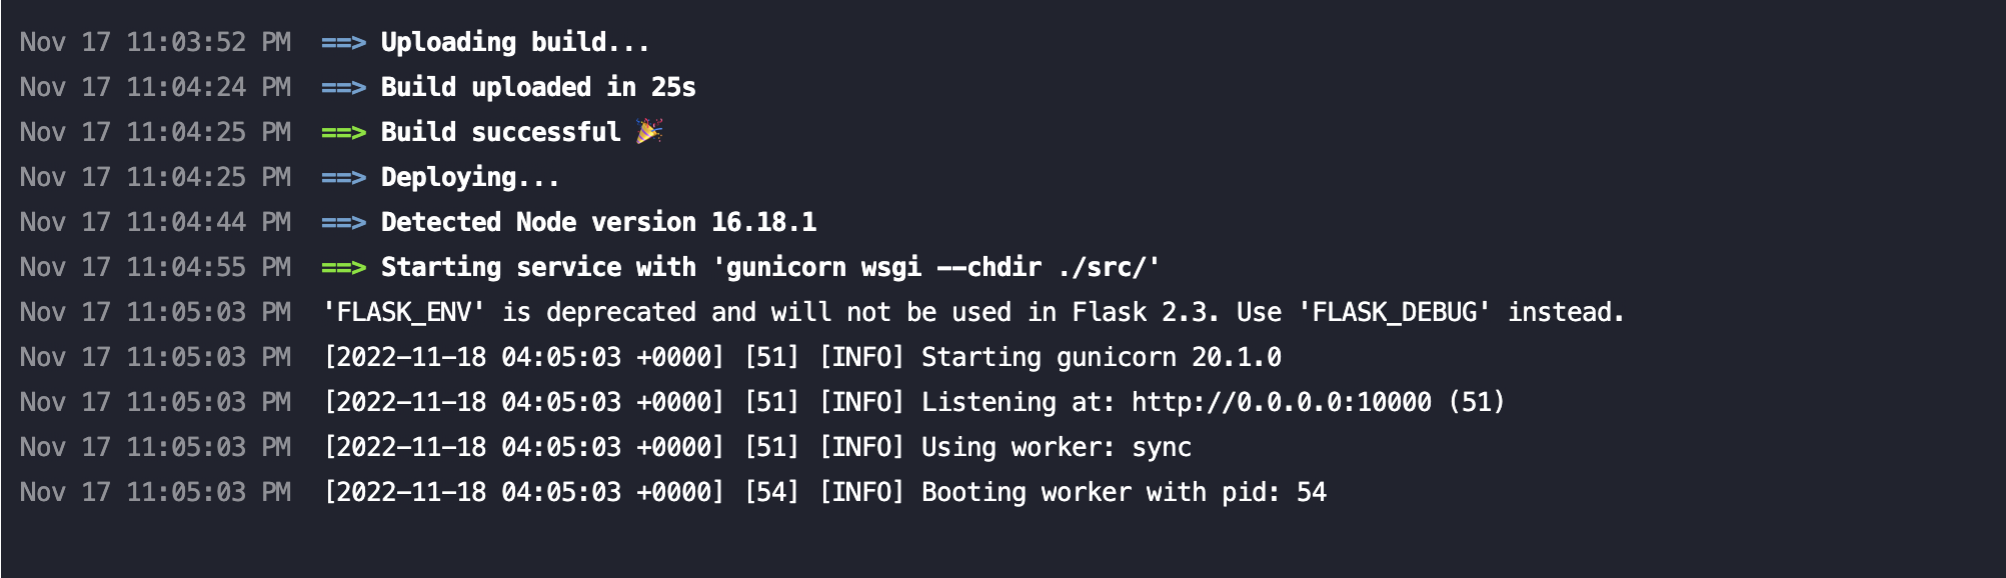 Nov 17 11:03:52 PM ==> Uploading build...
Nov 17 11:04:24 PM ==> Build uploaded in 25s
Nov 17 11:04:25 PM ==> Build successful 🎉
Nov 17 11:04:25 PM ==> Deploying...
Nov 17 11:04:44 PM ==> Detected Node version 16.18.1
Nov 17 11:04:55 PM ==> Starting service with 'gunicorn wsgi --chdir ./src/'
Nov 17 11:05:03 PM 'FLASK_ENV' is deprecated and will not be used in Flask 2.3. Use 'FLASK_DEBUG' instead.
Nov 17 11:05:03 PM [2022-11-18 04:05:03 +0000] [51] [INFO] Starting gunicorn 20.1.0
Nov 17 11:05:03 PM [2022-11-18 04:05:03 +0000] [51] [INFO] Listening at: http://0.0.0.0:10000 (51)
Nov 17 11:05:03 PM [2022-11-18 04:05:03 +0000] [51] [INFO] Using worker: sync
Nov 17 11:05:03 PM [2022-11-18 04:05:03 +0000] [54] [INFO] Booting worker with pid: 54